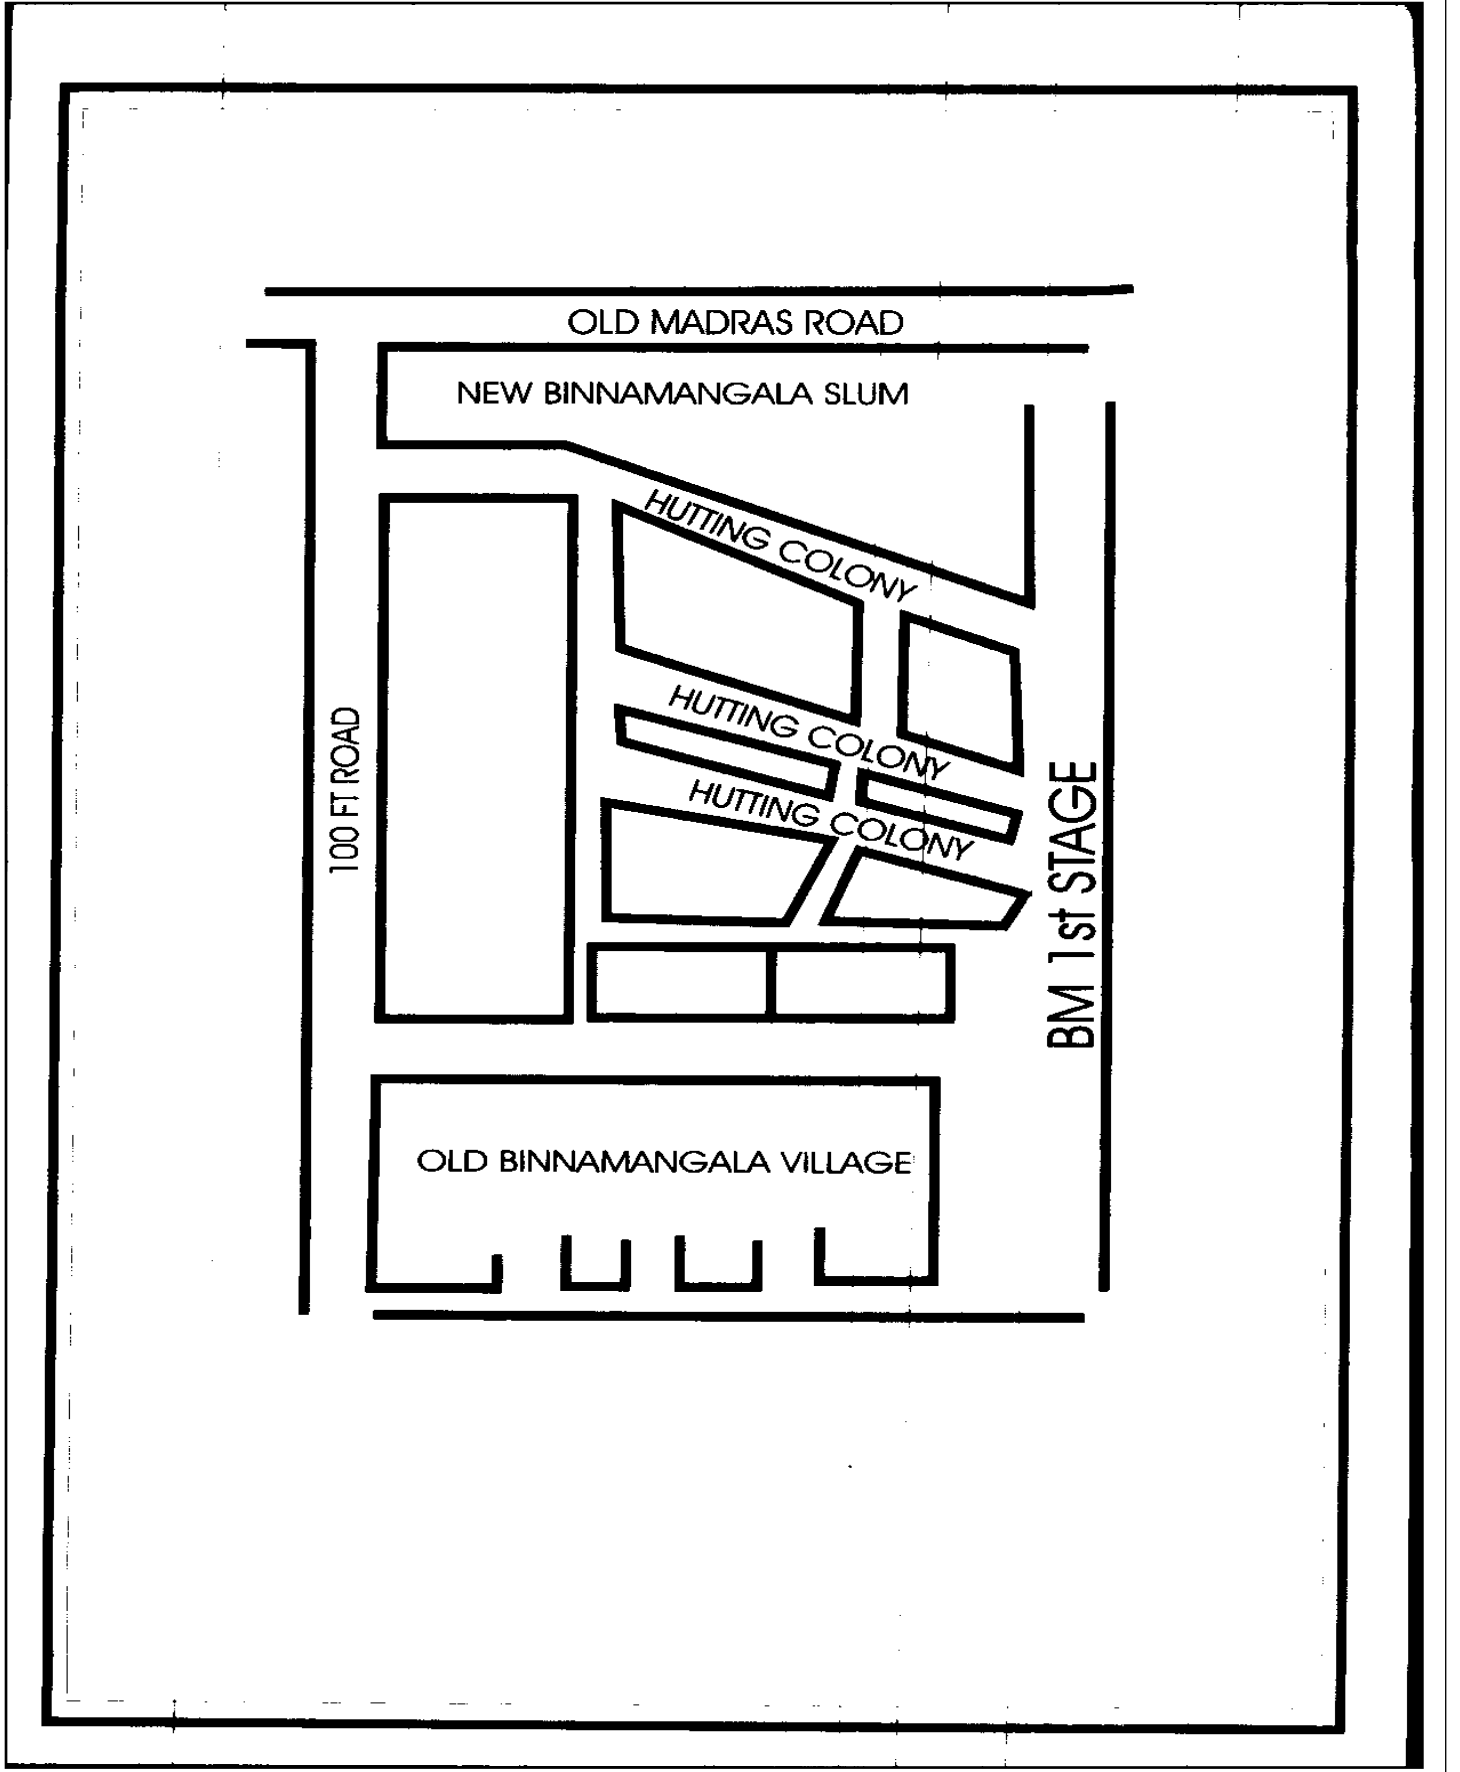 OLD MADRAS ROAD
NEW BINNAMANGALA SLUM
HUTTING COLONY
HUTTING COLONY
HUTTING COLONY
100 FT ROAD
BM 1st STAGE
OLD BINNAMANGALA VILLAGE